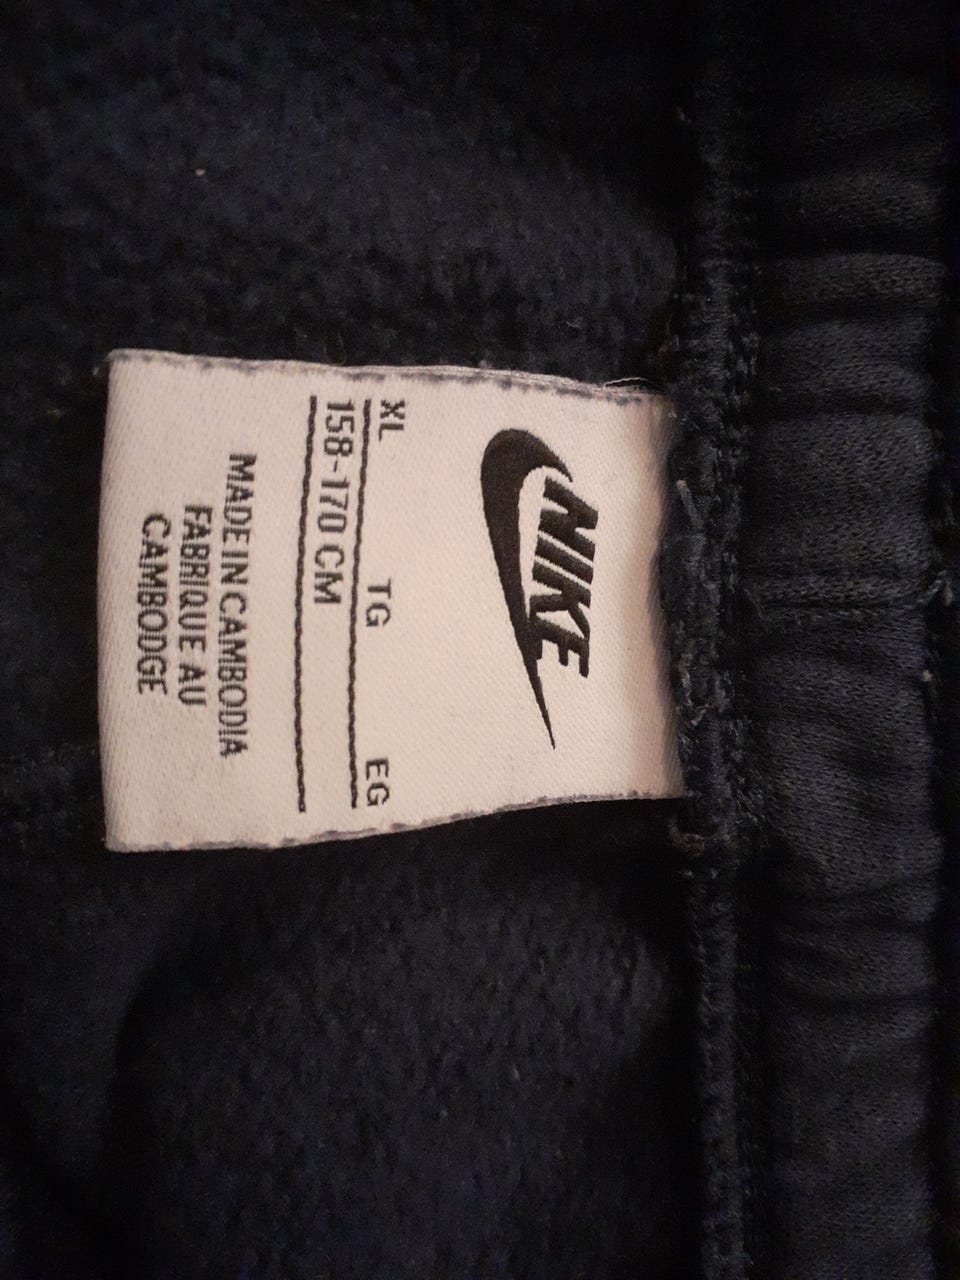 NIKE
XL TG EG
158-170 CM
MADE IN CAMBODIA
FABRIQUE AU
CAMBODGE